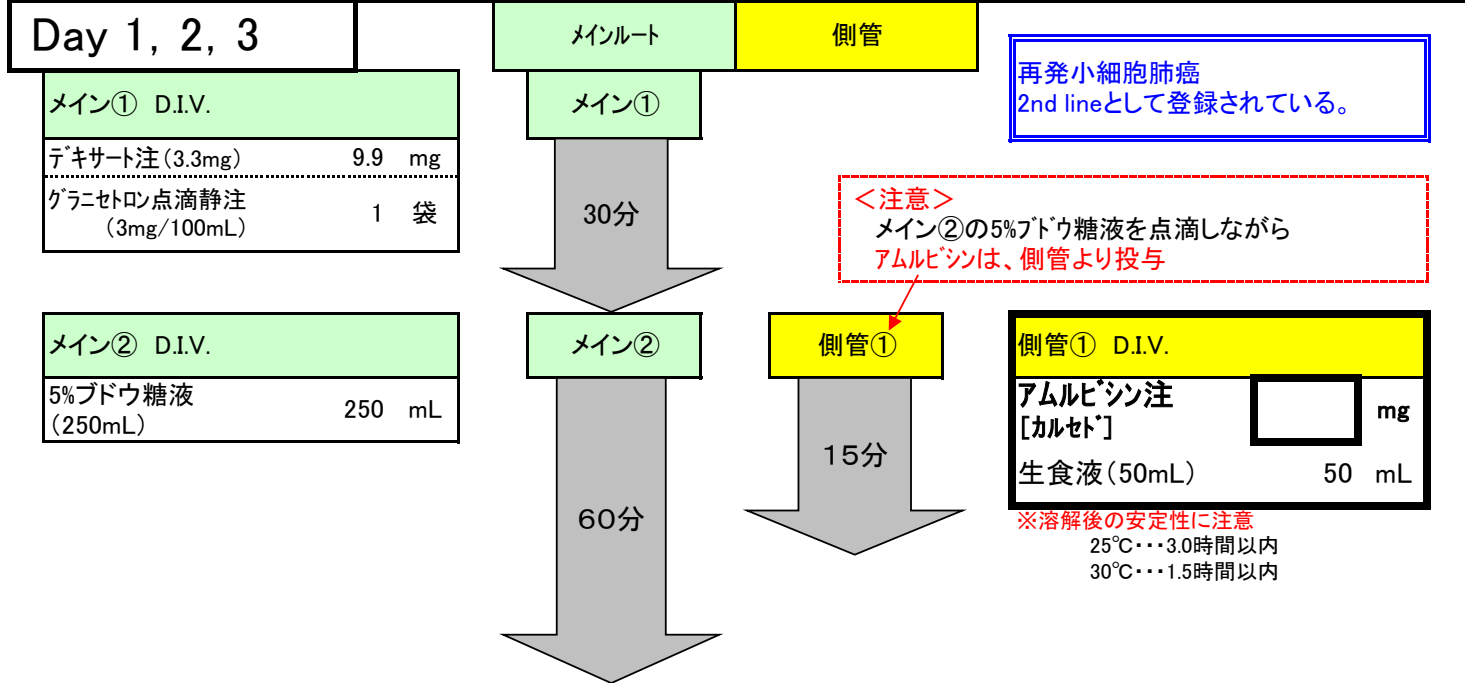 Day 1, 2, 3
メインルート
側管
再発小細胞肺癌
2nd lineとして登録されている。
メイン① D.I.V.
ﾃﾞｷｻｰﾄ注(3.3mg) 9.9 mg
ｸﾞﾗﾆｾﾄﾛﾝ点滴静注
(3mg/100mL) 1 袋
メイン①
30分
＜注意＞
メイン②の5%ﾌﾞﾄﾞｳ糖液を点滴しながら
ｱﾑﾙﾋﾞｼﾝは、側管より投与
メイン② D.I.V.
5%ブドウ糖液
(250mL) 250 mL
メイン②
60分
側管①
15分
側管① D.I.V.
ｱﾑﾙﾋﾞｼﾝ注
[ｶﾙｾﾄﾞ] mg
生食液(50mL) 50 mL
※溶解後の安定性に注意
25℃･･･3.0時間以内
30℃･･･1.5時間以内